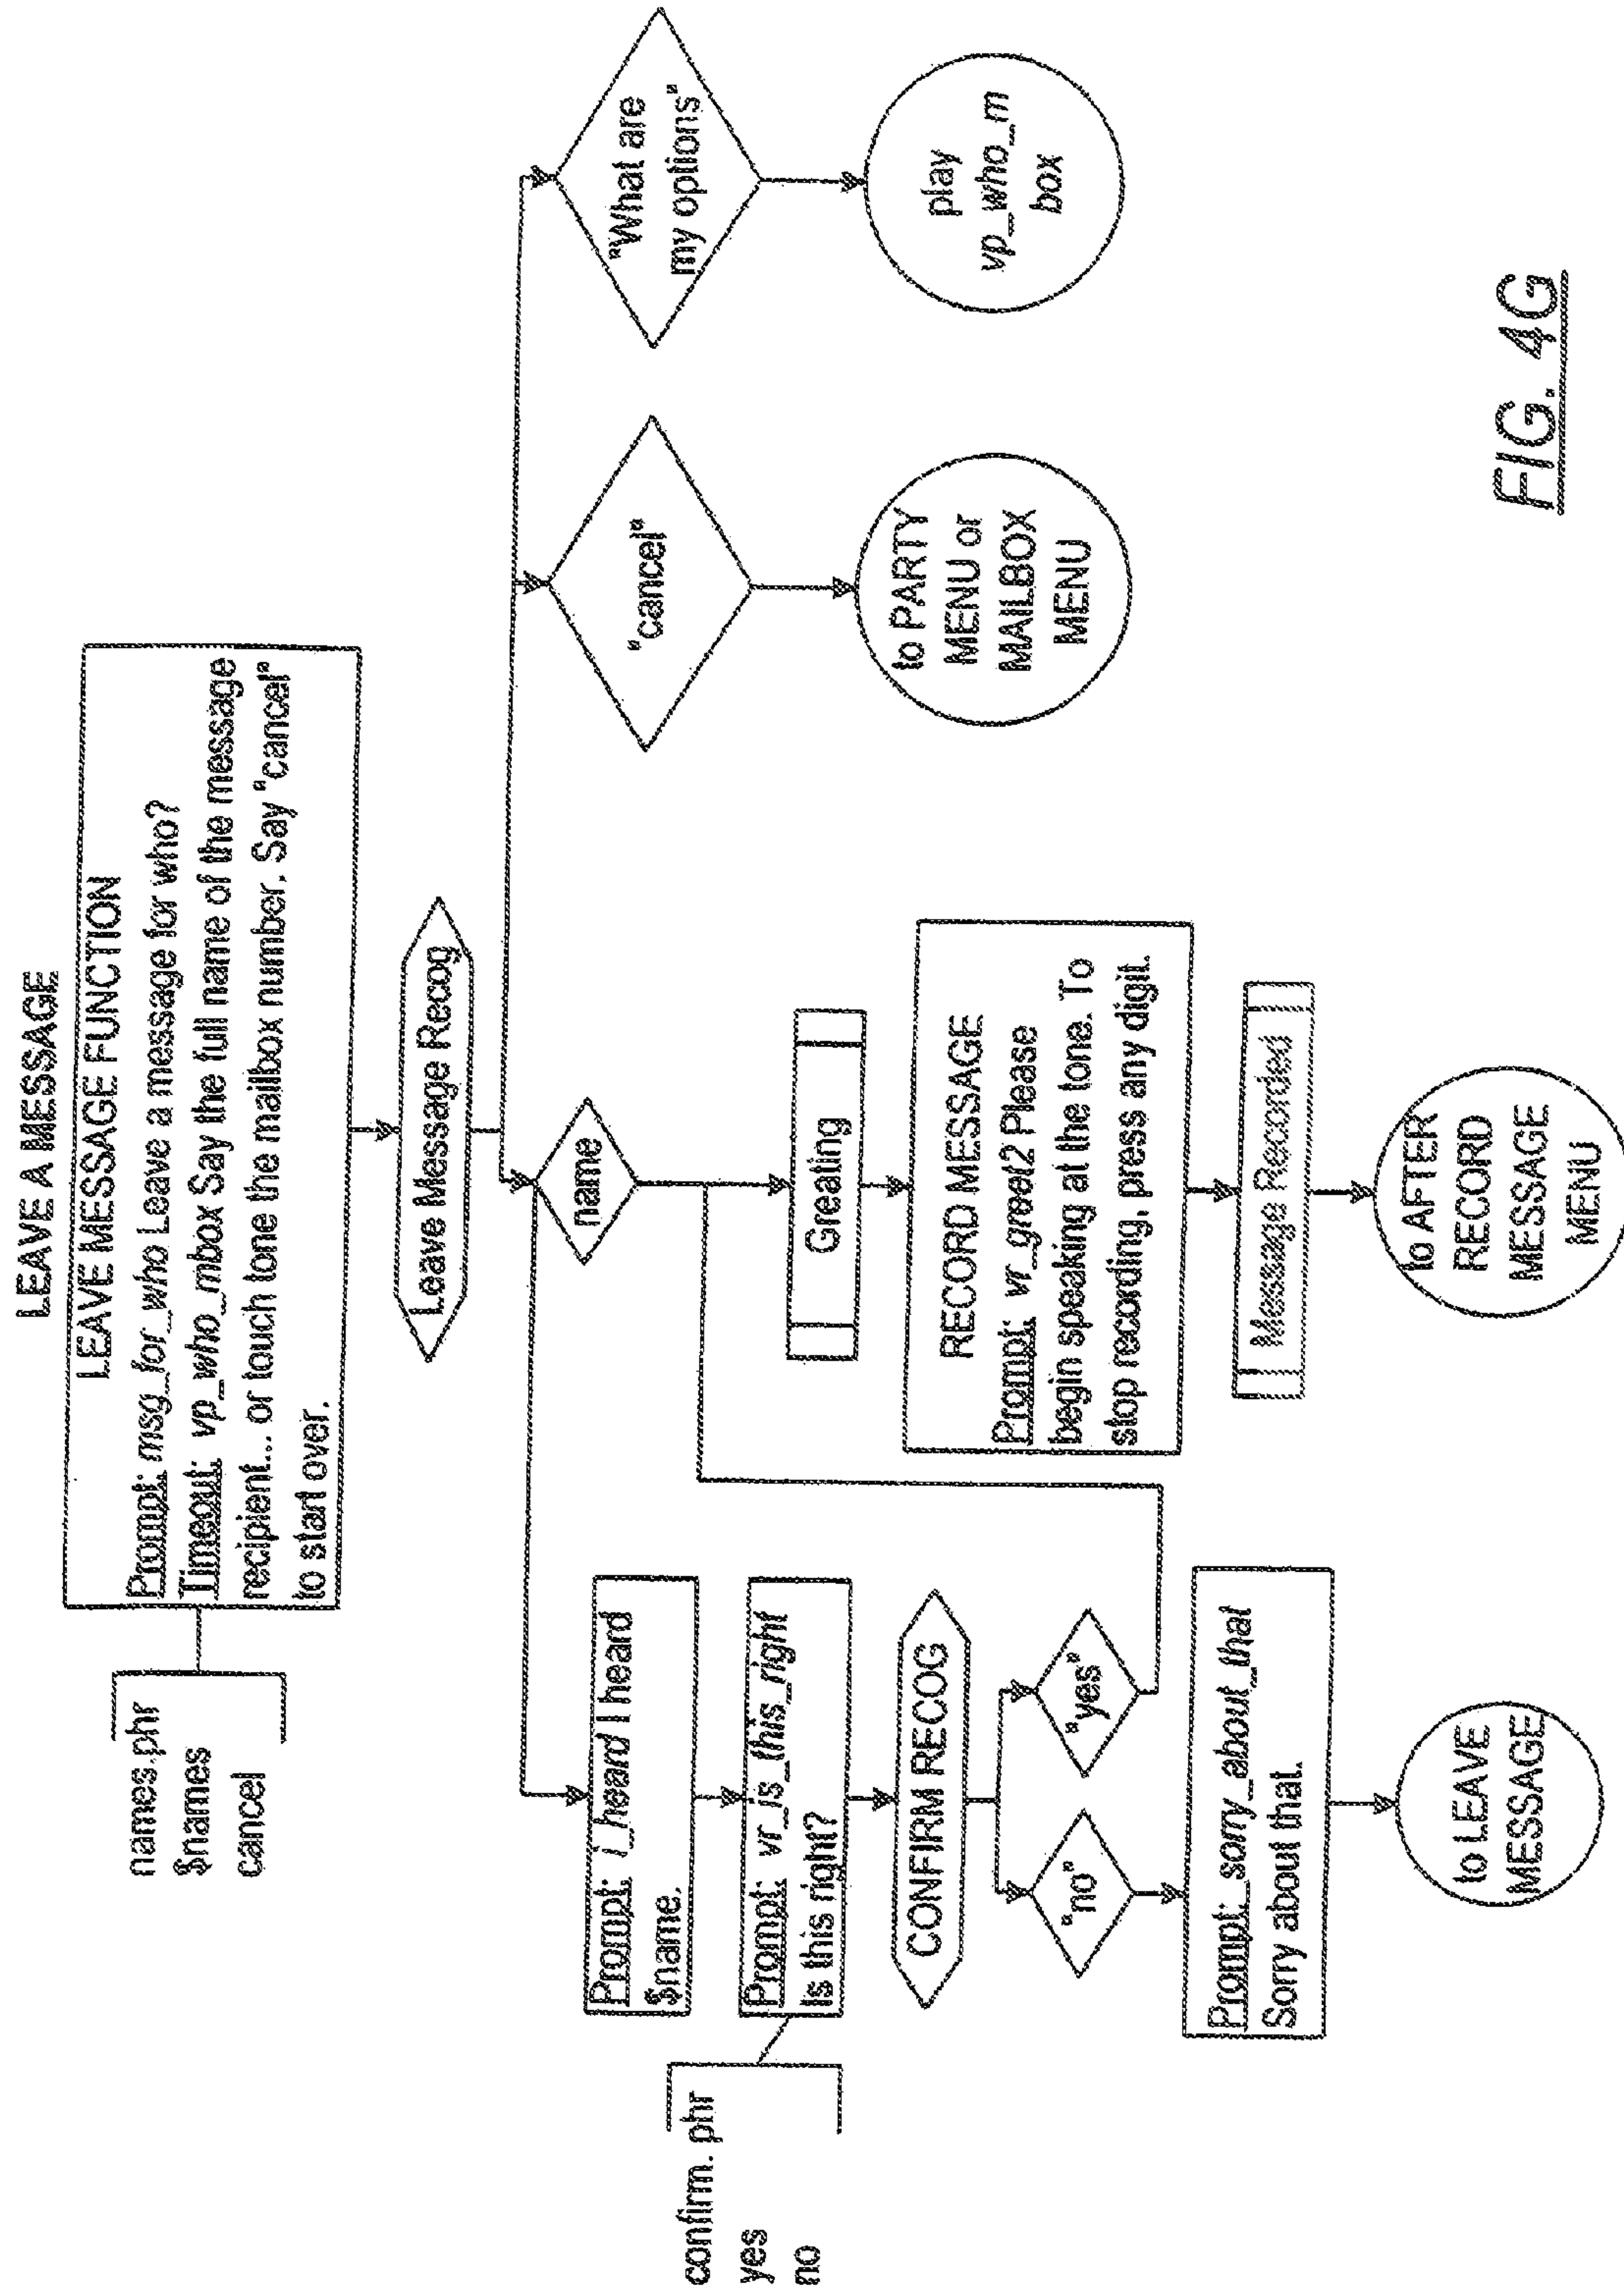 LEAVE A MESSAGE
LEAVE MESSAGE FUNCTION
Prompt: msg_for_who Leave a message for who?
Timeout: vp_who_mbox Say the full name of the message
recipient... or touch tone the mailbox number. Say "cancel"
to start over.
names.phr
$names
cancel
Leave Message Recog
name
"cancel"
"What are
my options"
to PARTY
MENU or
MAILBOX
MENU
play
vp_who_m
box
Prompt: i_heard I heard
$name.
Prompt: vr_is_this_right
Is this right?
confirm. phr
yes
no
CONFIRM RECOG
"no"
"yes"
Prompt: sorry_about_that
Sorry about that.
to LEAVE
MESSAGE
Greating
RECORD MESSAGE
Prompt: vr_greet2 Please
begin speaking at the tone. To
stop recording, press any digit.
Message Recorded
to AFTER
RECORD
MESSAGE
MENU
FIG. 4G